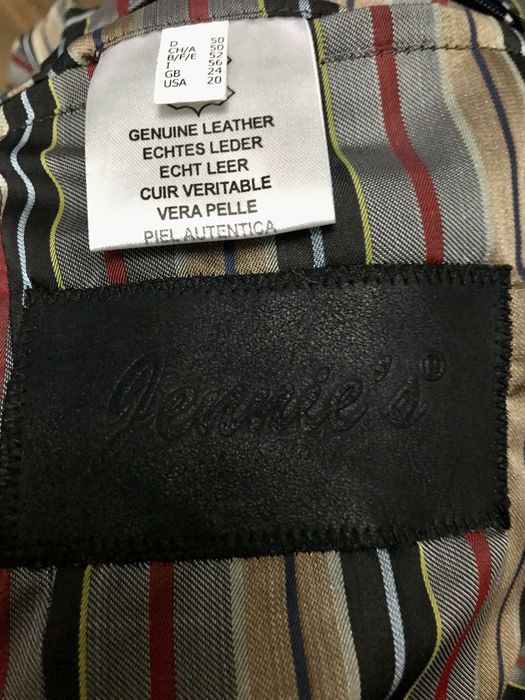 D 50
CH/A 50
B/F/E 52
I 56
GB 24
USA 20
GENUINE LEATHER
ECHTES LEDER
ECHT LEER
CUIR VERITABLE
VERA PELLE
PIEL AUTENTICA
Jennie's®